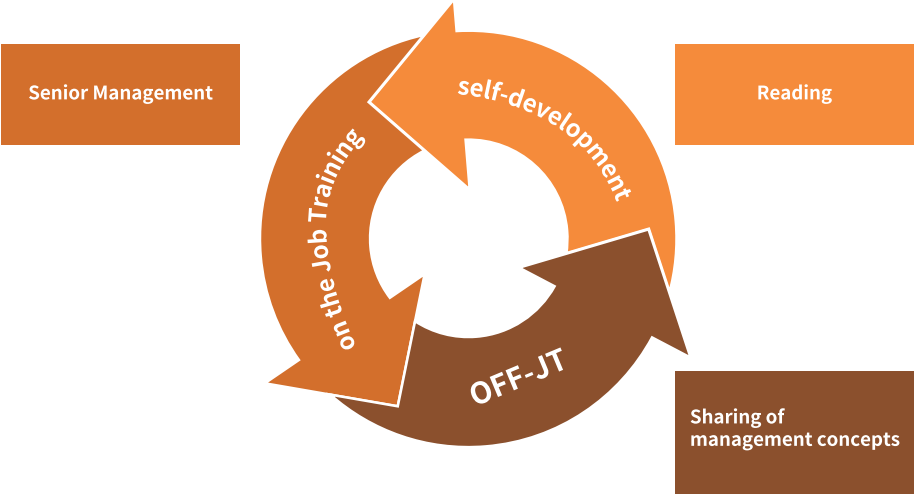 Senior Management
self-development
Reading
on the Job Training
OFF-JT
Sharing of
management concepts